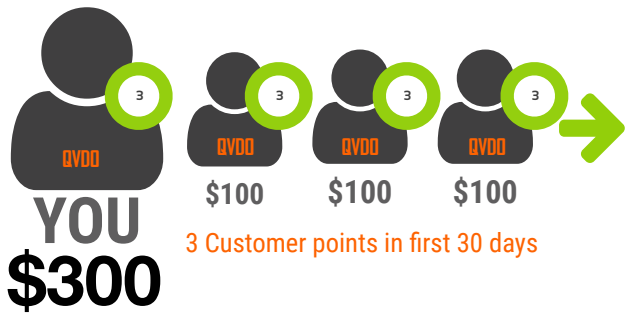 3
3
3
3
QVDO
QVDO
QVDO
QVDO
YOU
$300
$100
$100
$100
3 Customer points in first 30 days